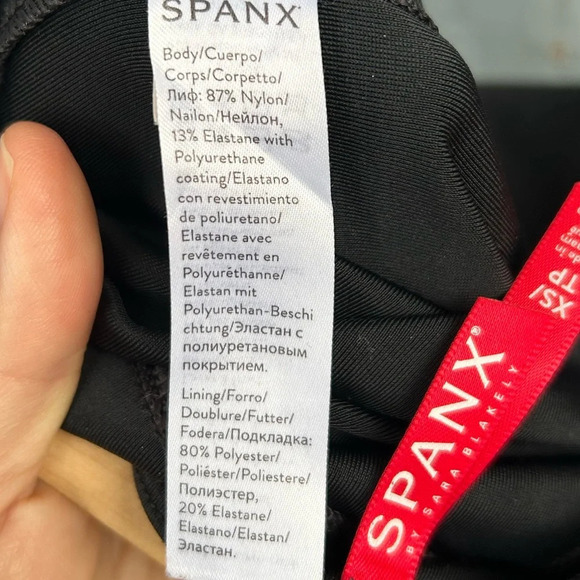 SPANX
Body/Cuerpo/
Corps/Corpetto/
Лиф: 87% Nylon/
Nailon/Нейлон,
13% Elastane with
Polyurethane
coating/Elastano
con revestimiento
de poliuretano/
Elastane avec
revêtement en
Polyuréthanne/
Elastan mit
Polyurethan-Beschi
chtung/Эластан с
полиуретановым
покрытием.
Lining/Forro/
Doublure/Futter/
Fodera/Подкладка:
80% Polyester/
Poliéster/Poliestere/
Полиэстер,
20% Elastane/
Elastano/Elastan/
Эластан.
SPANX®
BY SARA BLAKELY
XS/
TP